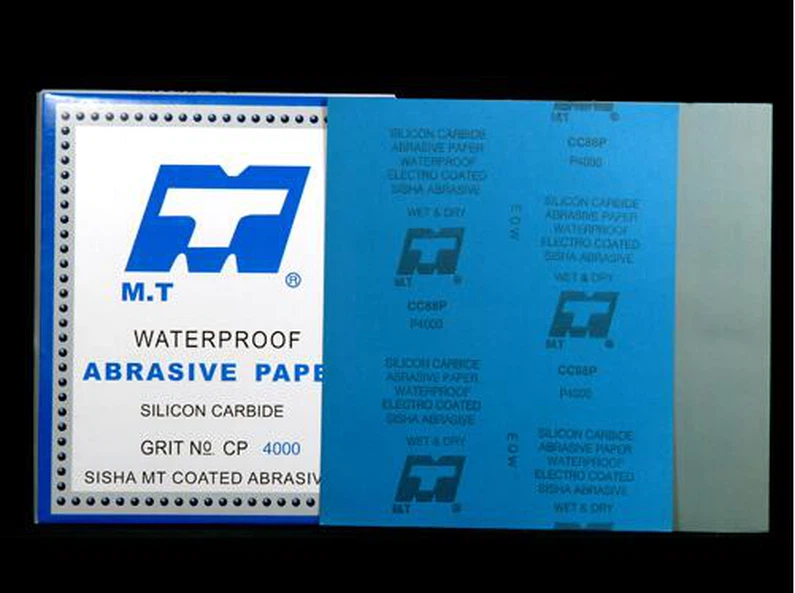 M.T ®
WATERPROOF
ABRASIVE PAPE
SILICON CARBIDE
GRIT No. CP 4000
SISHA MT COATED ABRASIV
SILICON CARBIDE
ABRASIVE PAPER
WATERPROOF
ELECTRO COATED
SISHA ABRASIVE
WET & DRY
M.T ®
CC88P
P4000
SILICON CARBIDE
ABRASIVE PAPER
WATERPROOF
ELECTRO COATED
SISHA ABRASIVE
WET & DRY
M.T ®
EOW
EOW
M.T
CC88P
P4000
SILICON CARBIDE
ABRASIVE PAPER
WATERPROOF
ELECTRO COATED
SISHA ABRASIVE
WET & DRY
M.T ®
CC88P
P4000
SILICON CARBIDE
ABRASIVE PAPER
WATERPROOF
ELECTRO COATED
SISHA ABRASIVE
WET & DRY